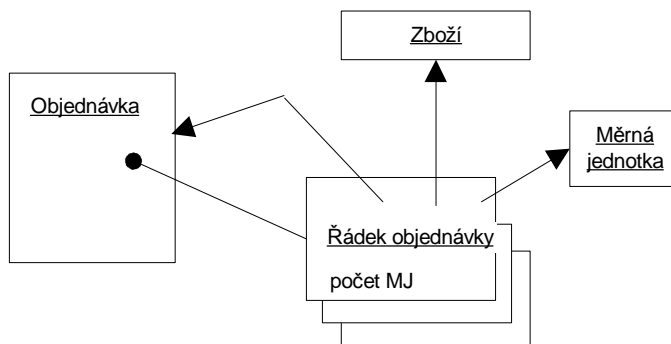 Zboží
Objednávka
Měrná
jednotka
Řádek objednávky
počet MJ